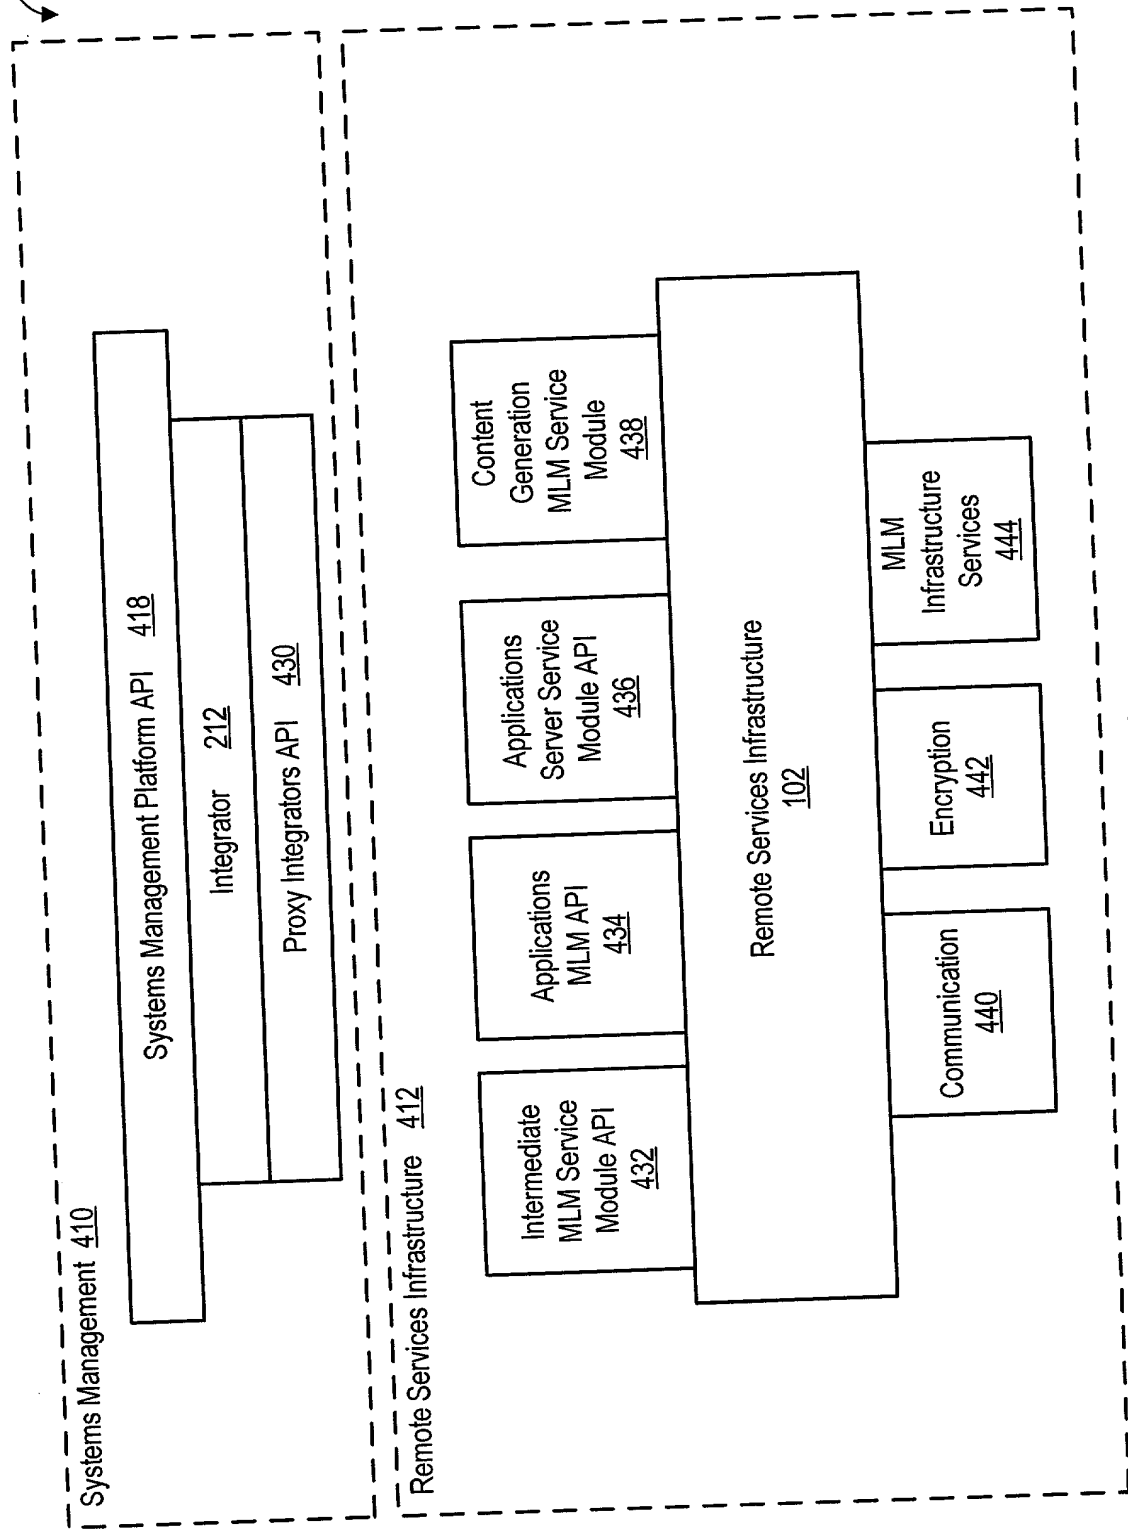 Systems Management 410
Systems Management Platform API 418
Integrator 212
Proxy Integrators API 430
Remote Services Infrastructure 412
Intermediate
MLM Service
Module API
432
Applications
MLM API
434
Applications
Server Service
Module API
436
Content
Generation
MLM Service
Module
438
Remote Services Infrastructure
102
Communication
440
Encryption
442
MLM
Infrastructure
Services
444